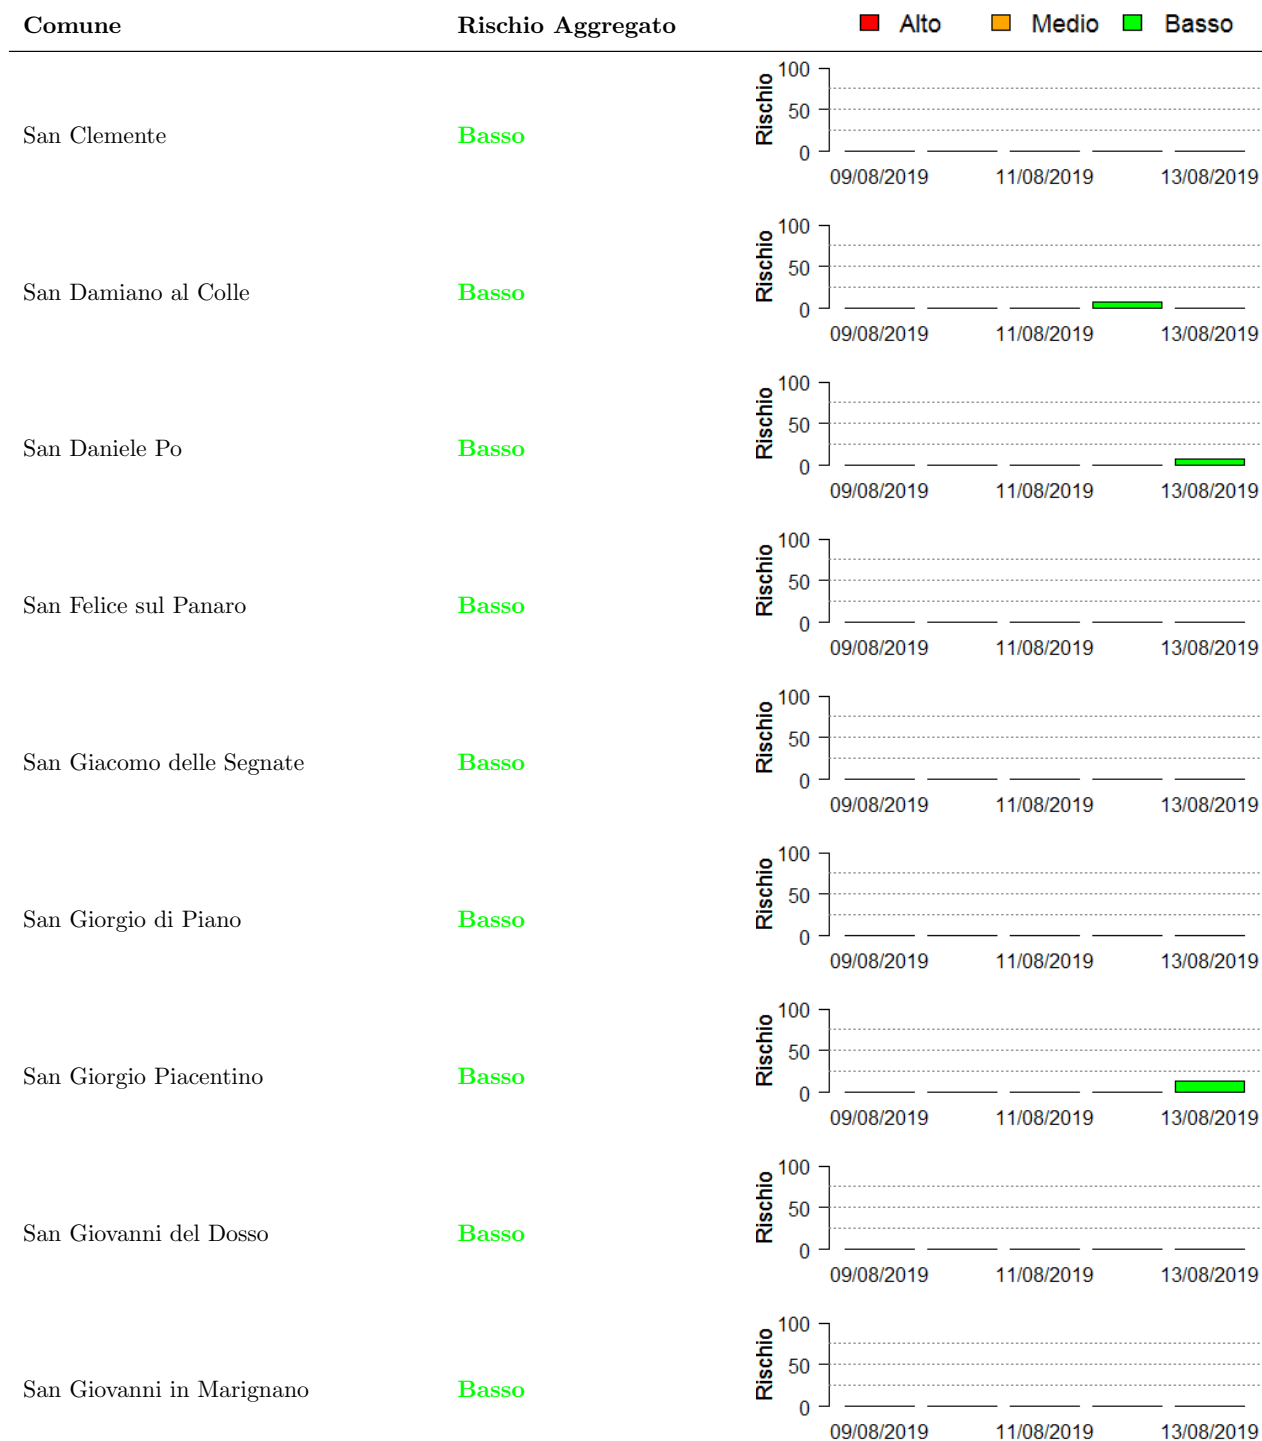 Comune Rischio Aggregato Alto Medio Basso
100
50
0
Rischio
San Clemente Basso
09/08/2019 11/08/2019 13/08/2019
100
50
0
Rischio
San Damiano al Colle Basso
09/08/2019 11/08/2019 13/08/2019
100
50
0
Rischio
San Daniele Po Basso
09/08/2019 11/08/2019 13/08/2019
100
50
0
Rischio
San Felice sul Panaro Basso
09/08/2019 11/08/2019 13/08/2019
100
50
0
Rischio
San Giacomo delle Segnate Basso
09/08/2019 11/08/2019 13/08/2019
100
50
0
Rischio
San Giorgio di Piano Basso
09/08/2019 11/08/2019 13/08/2019
100
50
0
Rischio
San Giorgio Piacentino Basso
09/08/2019 11/08/2019 13/08/2019
100
50
0
Rischio
San Giovanni del Dosso Basso
09/08/2019 11/08/2019 13/08/2019
100
50
0
Rischio
San Giovanni in Marignano Basso
09/08/2019 11/08/2019 13/08/2019